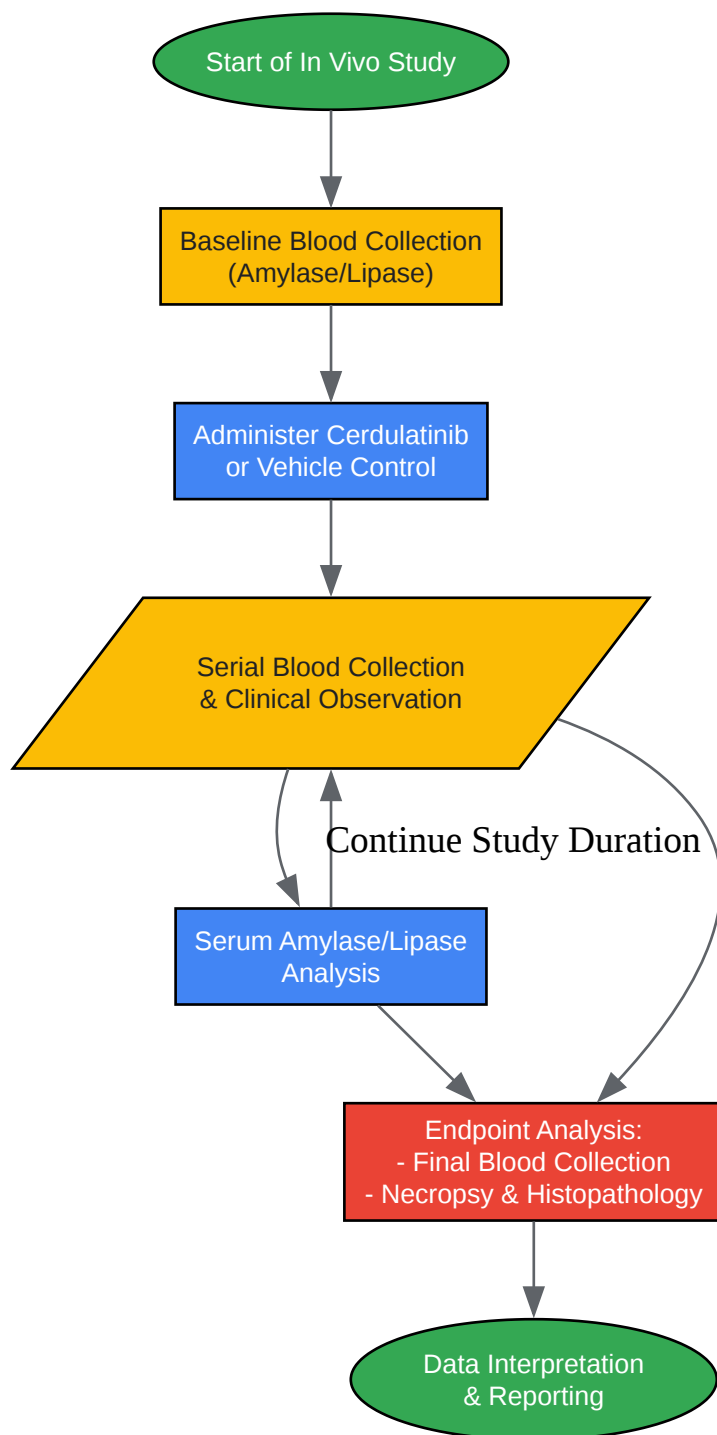 Start of In Vivo Study
Baseline Blood Collection
(Amylase/Lipase)
Administer Cerdulatinib
or Vehicle Control
Serial Blood Collection
& Clinical Observation
Continue Study Duration
Serum Amylase/Lipase
Analysis
Endpoint Analysis:
- Final Blood Collection
- Necropsy & Histopathology
Data Interpretation
& Reporting